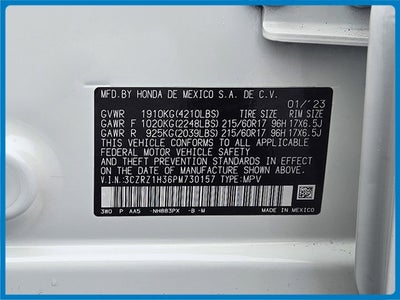 MFD. BY HONDA DE MEXICO S.A. DE C.V.
01/'23
GVWR 1910KG(4210LBS) TIRE SIZE RIM SIZE
GAWR F 1020KG(2248LBS) 215/60R17 96H 17X6.5J
GAWR R 925KG(2039LBS) 215/60R17 96H 17X6.5J
THIS VEHICLE CONFORMS TO ALL APPLICABLE
FEDERAL MOTOR VEHICLE SAFETY
STANDARDS IN EFFECT ON THE DATE OF
MANUFACTURE SHOWN ABOVE.
V.I.N.:3CZRZ1H36PM730157 TYPE:MPV
3W0 P AA5 -NH883PX -B -M
MADE IN MEXICO